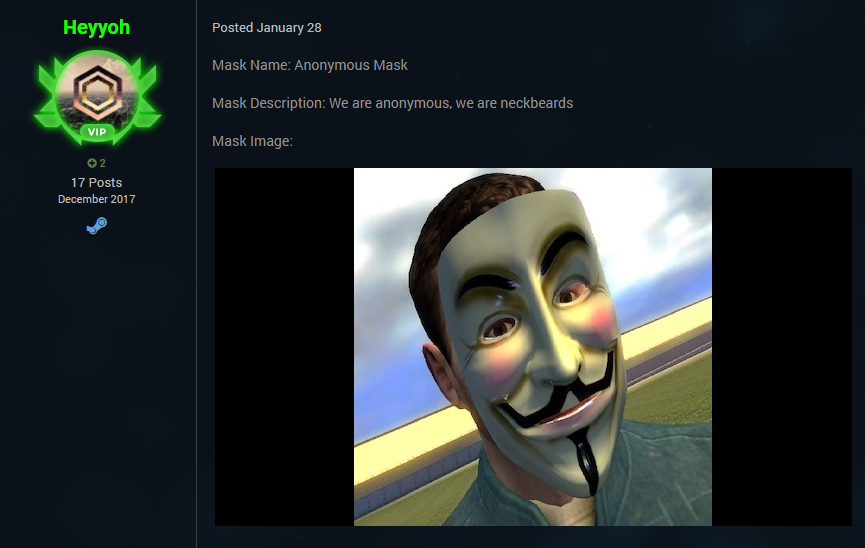 Heyyoh
VIP
2
17 Posts
December 2017
Posted January 28
Mask Name: Anonymous Mask
Mask Description: We are anonymous, we are neckbeards
Mask Image: